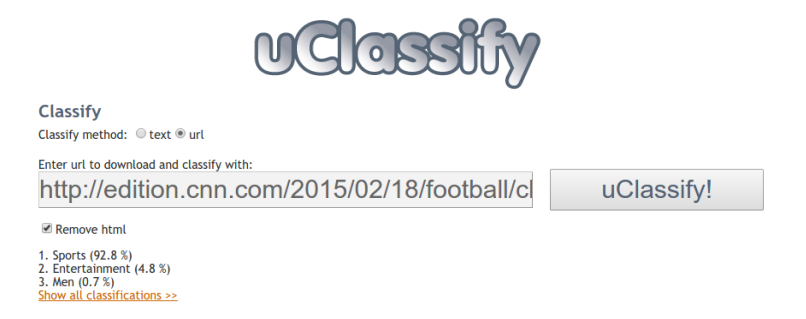 uClassify
Classify
Classify method: text url
Enter url to download and classify with:
http://edition.cnn.com/2015/02/18/football/cl
uClassify!
Remove html
1. Sports (92.8 %)
2. Entertainment (4.8 %)
3. Men (0.7 %)
Show all classifications >>